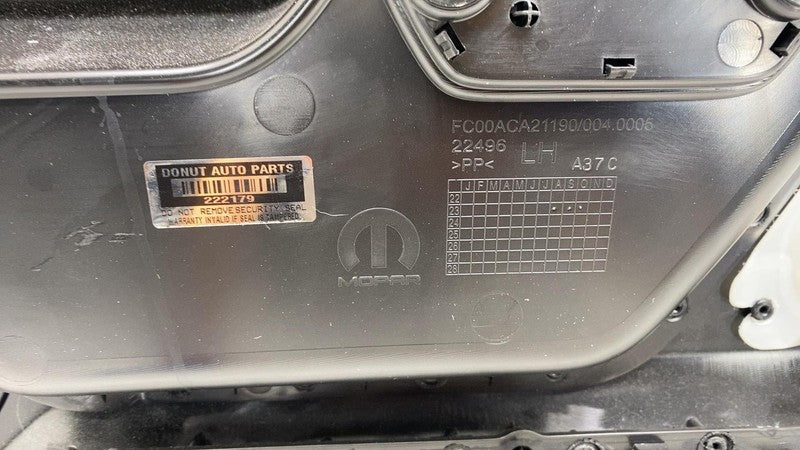 FC00ACA21190/004.0005
22496
LH
>PP<
A37C
DONUT AUTO PARTS
222179
DO NOT REMOVE SECURITY SEAL
WARRANTY INVALID IF SEAL IS TAMPERED.
J F M A M J J A S O N D
22
23
24
25
26
27
28
MOPAR